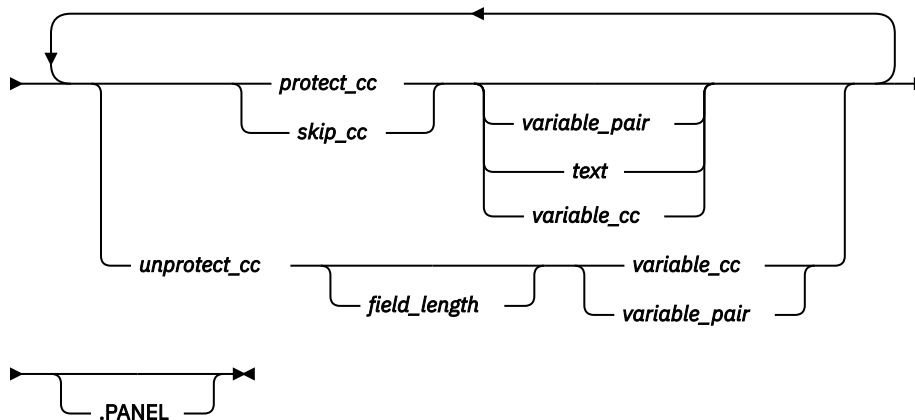 protect_cc
skip_cc
variable_pair
text
variable_cc
unprotect_cc
field_length
variable_cc
variable_pair
.PANEL